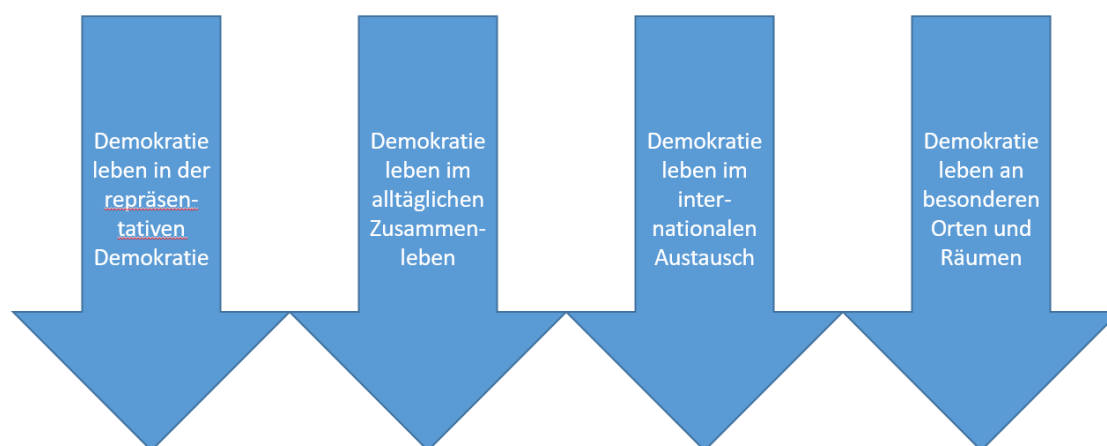 Demokratie
leben in der
repräsen-
tativen
Demokratie
Demokratie
leben im
alltäglichen
Zusammen-
leben
Demokratie
leben im
inter-
nationalen
Austausch
Demokratie
leben an
besonderen
Orten und
Räumen